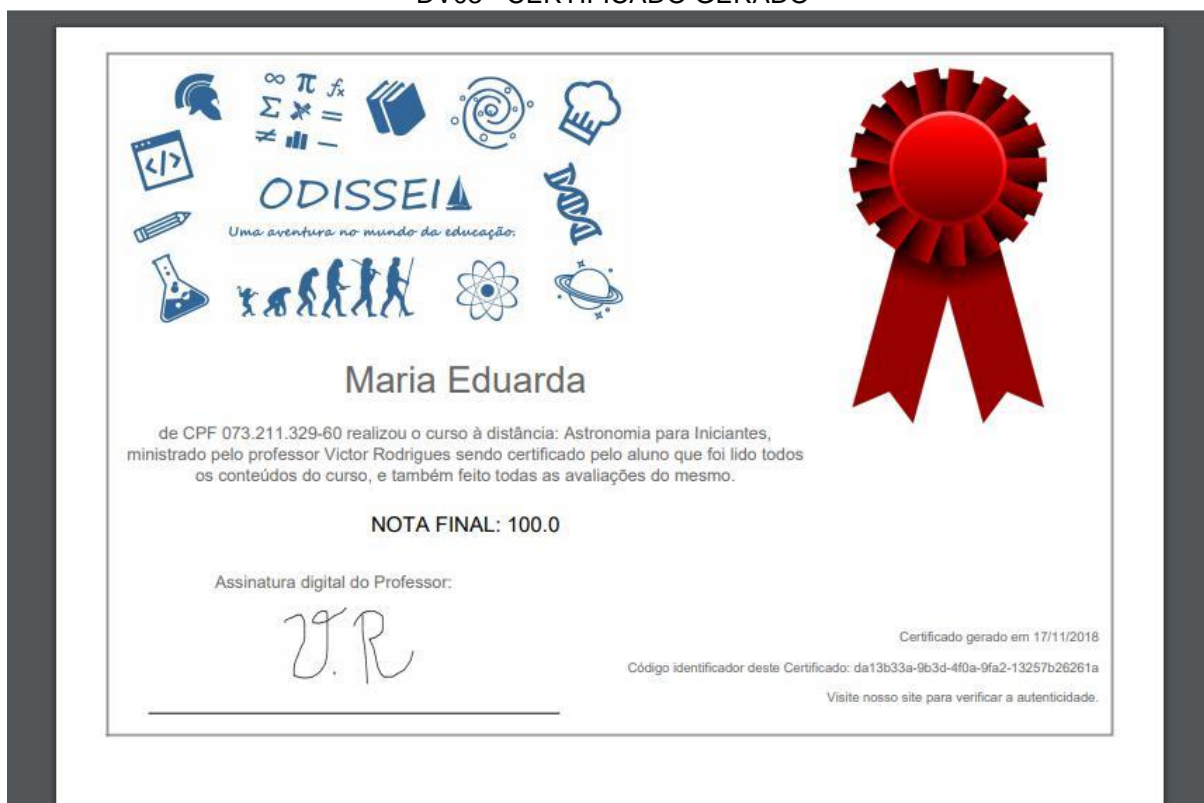 ∞ π fx
Σ =
≠ —
</>
ODISSEIA
Uma aventura no mundo da educação.
Maria Eduarda
de CPF 073.211.329-60 realizou o curso à distância: Astronomia para Iniciantes,
ministrado pelo professor Victor Rodrigues sendo certificado pelo aluno que foi lido todos
os conteúdos do curso, e também feito todas as avaliações do mesmo.
NOTA FINAL: 100.0
Assinatura digital do Professor:
V.R
Certificado gerado em 17/11/2018
Código identificador deste Certificado: da13b33a-9b3d-4f0a-9fa2-13257b26261a
Visite nosso site para verificar a autenticidade.